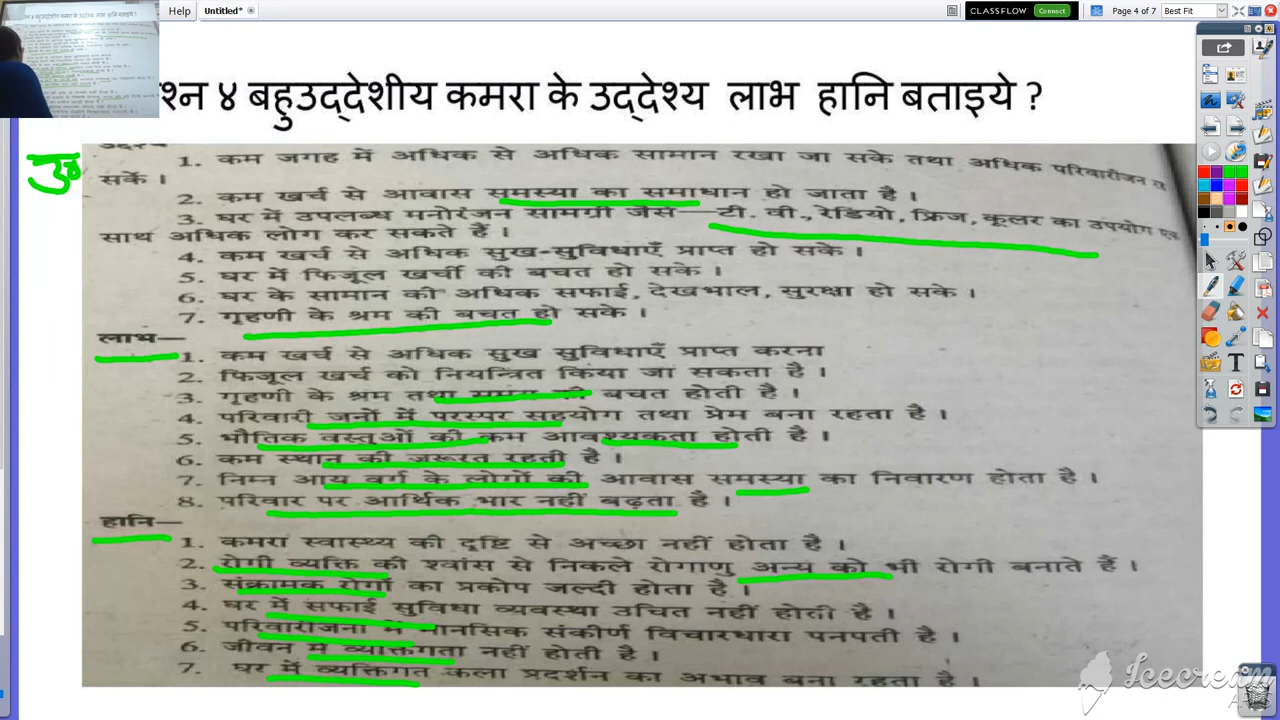 Help Untitled* CLASSFLOW Connect Page 4 of 7 Best Fit
श्न ४ बहुउद्देशीय कमरा के उद्देश्य लाभ हानि बताइये ?
उ०
1. कम जगह में अधिक से अधिक सामान रखा जा सके तथा अधिक परिवारीजन रह
सकें।
2. कम खर्च से आवास समस्या का समाधान हो जाता है।
3. घर में उपलब्ध मनोरंजन सामग्री जैसे—टी. वी., रेडियो, फ्रिज, कूलर का उपयोग एक
साथ अधिक लोग कर सकते हैं।
4. कम खर्च से अधिक सुख-सुविधाएँ प्राप्त हो सके।
5. घर में फिजूल खर्ची की बचत हो सके।
6. घर के सामान की अधिक सफाई, देखभाल, सुरक्षा हो सके।
7. गृहणी के श्रम की बचत हो सके।
लाभ—
1. कम खर्च से अधिक सुख सुविधाएँ प्राप्त करना
2. फिजूल खर्च को नियन्त्रित किया जा सकता है।
3. गृहणी के श्रम तथा समय की बचत होती है।
4. परिवारी जनों में परस्पर सहयोग तथा प्रेम बना रहता है।
5. भौतिक वस्तुओं की कम आवश्यकता होती है।
6. कम स्थान की जरूरत रहती है।
7. निम्न आय वर्ग के लोगों की आवास समस्या का निवारण होता है।
8. परिवार पर आर्थिक भार नहीं बढ़ता है।
हानि—
1. कमरा स्वास्थ्य की दृष्टि से अच्छा नहीं होता है।
2. रोगी व्यक्ति की श्वांस से निकले रोगाणु अन्य को भी रोगी बनाते हैं।
3. संक्रामक रोगों का प्रकोप जल्दी होता है।
4. घर में सफाई सुविधा व्यवस्था उचित नहीं होती है।
5. परिवारीजनों में मानसिक संकीर्ण विचारधारा पनपती है।
6. जीवन में व्यक्तिगता नहीं होती है।
7. घर में व्यक्तिगत कला प्रदर्शन का अभाव बना रहता है।
Icecream
APPS